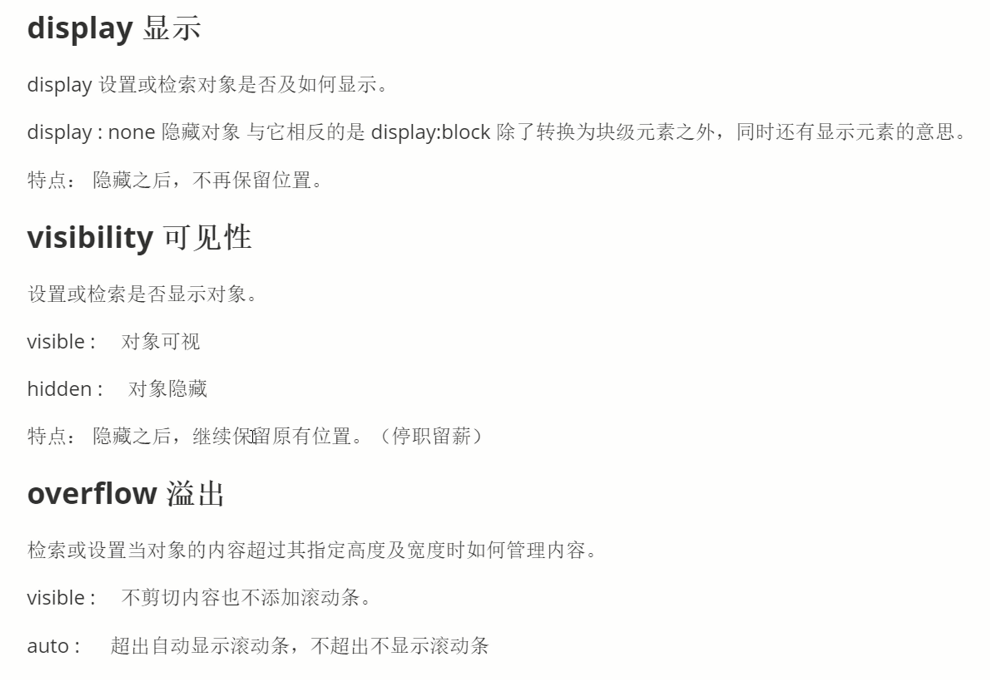 display 显示
display 设置或检索对象是否及如何显示。
display : none 隐藏对象 与它相反的是 display:block 除了转换为块级元素之外，同时还有显示元素的意思。
特点： 隐藏之后，不再保留位置。
visibility 可见性
设置或检索是否显示对象。
visible : 对象可视
hidden : 对象隐藏
特点： 隐藏之后，继续保留原有位置。（停职留薪）
overflow 溢出
检索或设置当对象的内容超过其指定高度及宽度时如何管理内容。
visible : 不剪切内容也不添加滚动条。
auto : 超出自动显示滚动条，不超出不显示滚动条